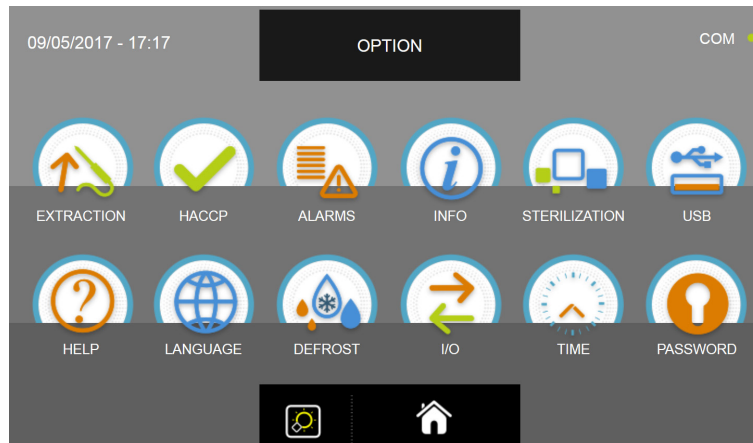 09/05/2017 - 17:17
OPTION
COM
EXTRACTION
HACCP
ALARMS
INFO
STERILIZATION
USB
HELP
LANGUAGE
DEFROST
I/O
TIME
PASSWORD